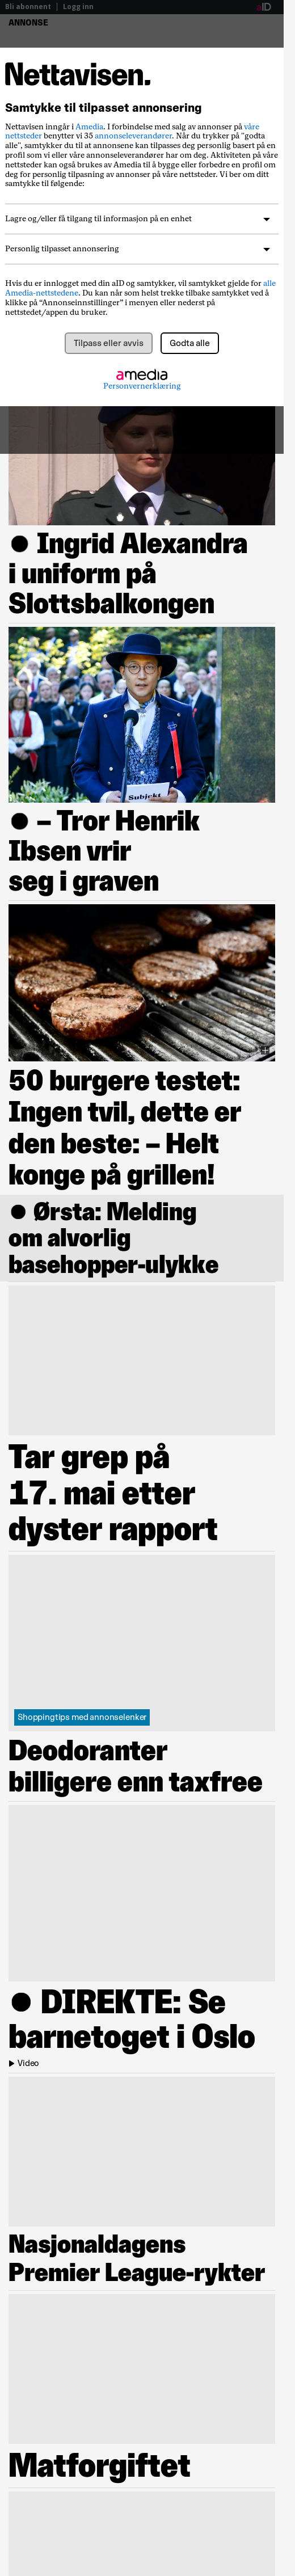 Bli abonnent | Logg inn
aID
ANNONSE
Nettavisen.
Samtykke til tilpasset annonsering
Nettavisen inngår i Amedia. I forbindelse med salg av annonser på våre
nettsteder benytter vi 35 annonseleverandører. Når du trykker på "godta
alle", samtykker du til at annonsene kan tilpasses deg personlig basert på en
profil som vi eller våre annonseleverandører har om deg. Aktiviteten på våre
nettsteder kan også brukes av Amedia til å bygge eller forbedre en profil om
deg for personlig tilpasning av annonser på våre nettsteder. Vi ber om ditt
samtykke til følgende:
Lagre og/eller få tilgang til informasjon på en enhet
Personlig tilpasset annonsering
Hvis du er innlogget med din aID og samtykker, vil samtykket gjelde for alle
Amedia-nettstedene. Du kan når som helst trekke tilbake samtykket ved å
klikke på “Annonseinnstillinger” i menyen eller nederst på
nettstedet/appen du bruker.
Tilpass eller avvis
Godta alle
amedia
Personvernerklæring
● Ingrid Alexandra
i uniform på
Slottsbalkongen
Subjekt
● – Tror Henrik
Ibsen vrir
seg i graven
50 burgere testet:
Ingen tvil, dette er
den beste: – Helt
konge på grillen!
● Ørsta: Melding
om alvorlig
basehopper-ulykke
Tar grep på
17. mai etter
dyster rapport
Shoppingtips med annonselenker
Deodoranter
billigere enn taxfree
● DIREKTE: Se
barnetoget i Oslo
Video
Nasjonaldagens
Premier League-rykter
Matforgiftet